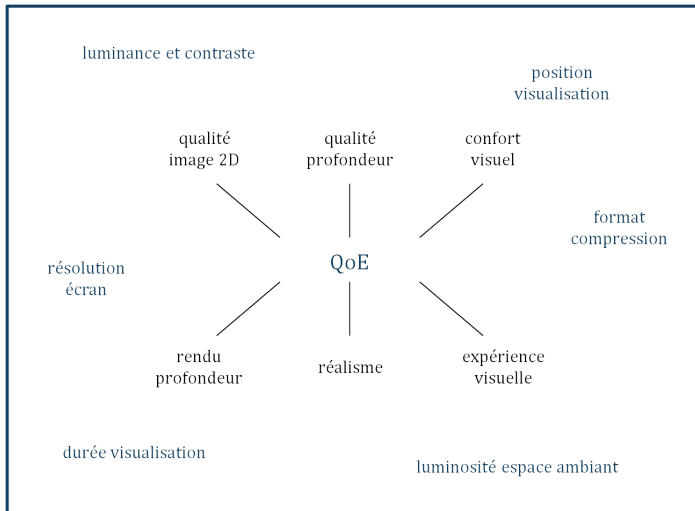 luminance et contraste
position
visualisation
qualité
image 2D
qualité
profondeur
confort
visuel
format
compression
QoE
résolution
écran
rendu
profondeur
réalisme
expérience
visuelle
durée visualisation
luminosité espace ambiant